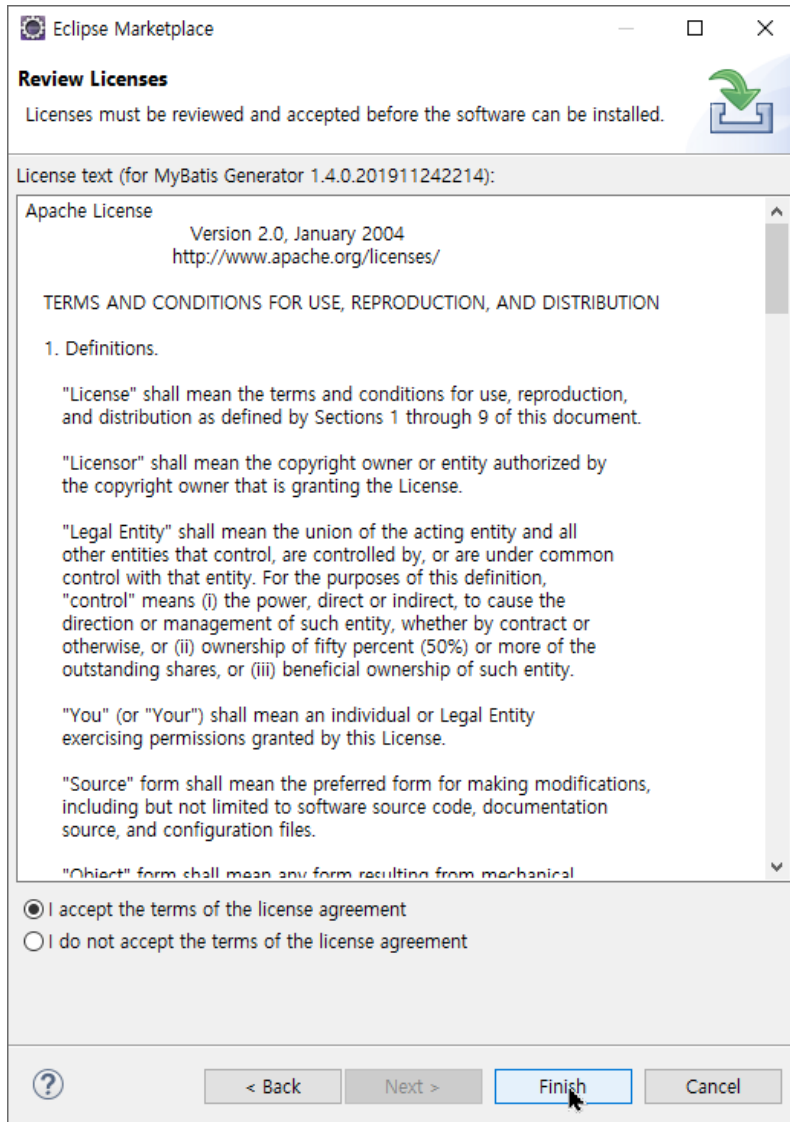 Eclipse Marketplace
Review Licenses
Licenses must be reviewed and accepted before the software can be installed.
License text (for MyBatis Generator 1.4.0.201911242214):
Apache License
Version 2.0, January 2004
http://www.apache.org/licenses/
TERMS AND CONDITIONS FOR USE, REPRODUCTION, AND DISTRIBUTION
1. Definitions.
"License" shall mean the terms and conditions for use, reproduction,
and distribution as defined by Sections 1 through 9 of this document.
"Licensor" shall mean the copyright owner or entity authorized by
the copyright owner that is granting the License.
"Legal Entity" shall mean the union of the acting entity and all
other entities that control, are controlled by, or are under common
control with that entity. For the purposes of this definition,
"control" means (i) the power, direct or indirect, to cause the
direction or management of such entity, whether by contract or
otherwise, or (ii) ownership of fifty percent (50%) or more of the
outstanding shares, or (iii) beneficial ownership of such entity.
"You" (or "Your") shall mean an individual or Legal Entity
exercising permissions granted by this License.
"Source" form shall mean the preferred form for making modifications,
including but not limited to software source code, documentation
source, and configuration files.
"Object" form shall mean any form resulting from mechanical
I accept the terms of the license agreement
I do not accept the terms of the license agreement
? < Back Next > Finish Cancel